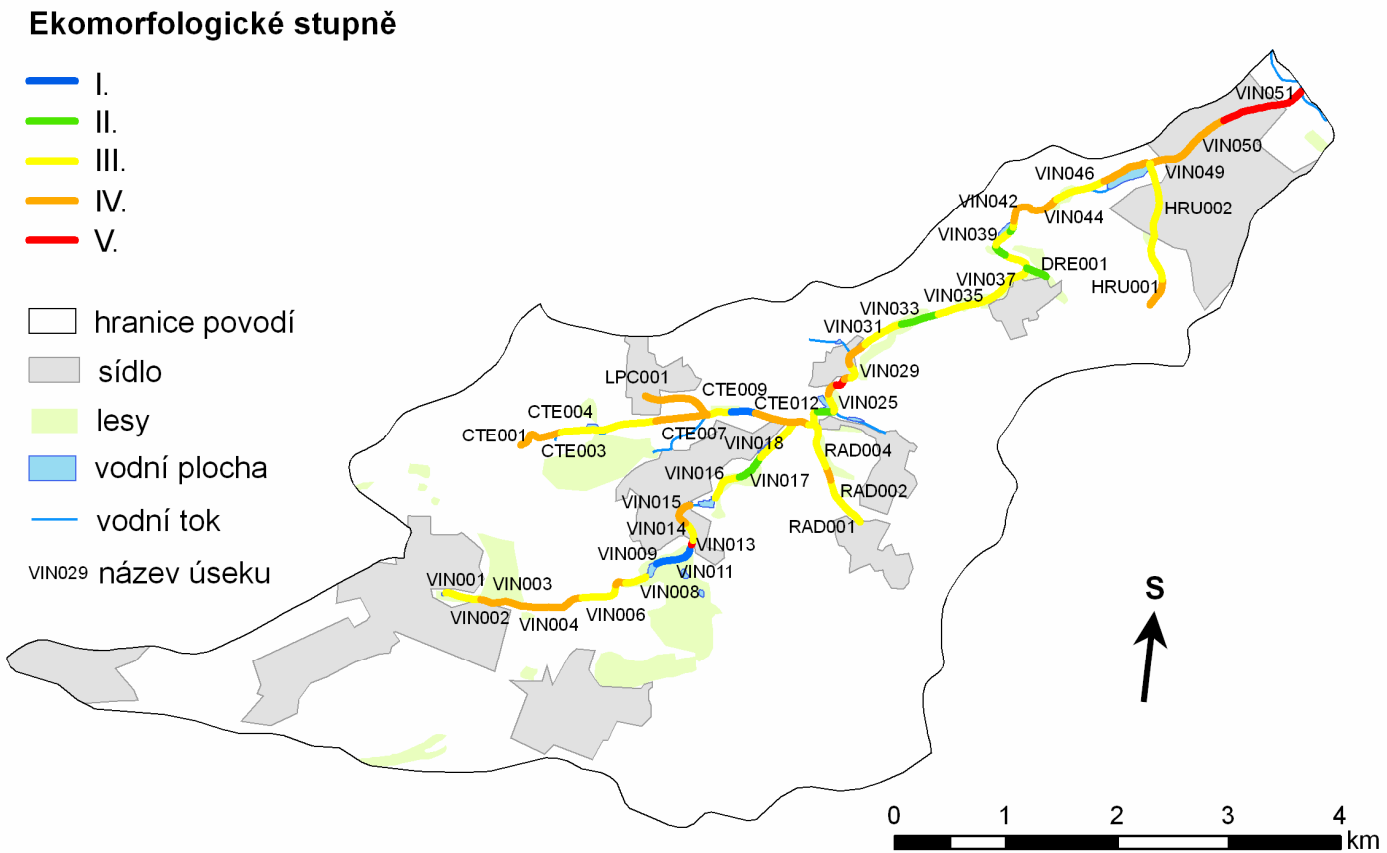 Ekomorfologické stupně
I.
II.
III.
IV.
V.
hranice povodí
sídlo
lesy
vodní plocha
vodní tok
VIN029 název úseku
VIN051
VIN050
VIN046
VIN049
VIN042
VIN044
HRU002
VIN039
DRE001
VIN037
HRU001
VIN035
VIN033
VIN031
VIN029
LPC001
CTE009
CTE012
VIN025
CTE004
CTE001
CTE007
CTE003
VIN018
RAD004
VIN016
VIN017
RAD002
VIN015
RAD001
VIN014
VIN013
VIN009
VIN011
VIN001
VIN003
VIN008
VIN002
VIN004
VIN006
S
0 1 2 3 4
km